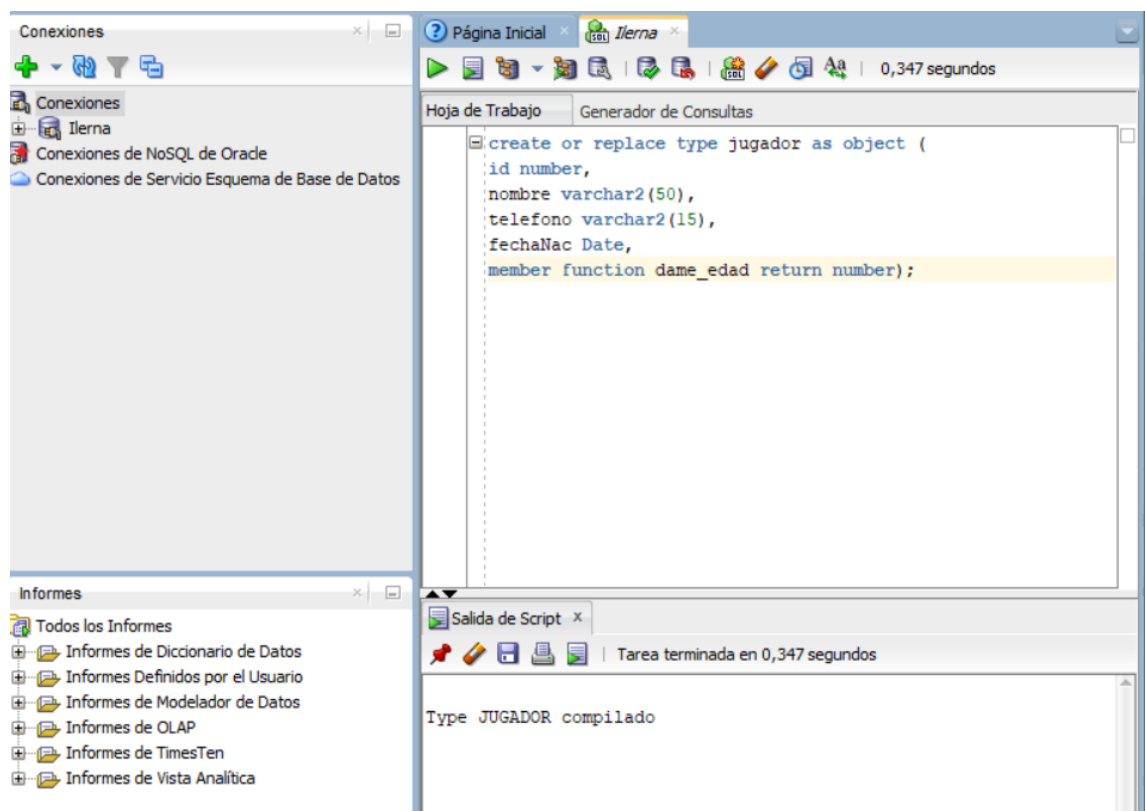 Conexiones
Conexiones
Ilerna
Conexiones de NoSQL de Oracle
Conexiones de Servicio Esquema de Base de Datos
Informes
Todos los Informes
Informes de Diccionario de Datos
Informes Definidos por el Usuario
Informes de Modelador de Datos
Informes de OLAP
Informes de TimesTen
Informes de Vista Analítica
Página Inicial
Ilerna
0,347 segundos
Hoja de Trabajo Generador de Consultas
create or replace type jugador as object (
id number,
nombre varchar2(50),
telefono varchar2(15),
fechaNac Date,
member function dame_edad return number);
Salida de Script
Tarea terminada en 0,347 segundos
Type JUGADOR compilado